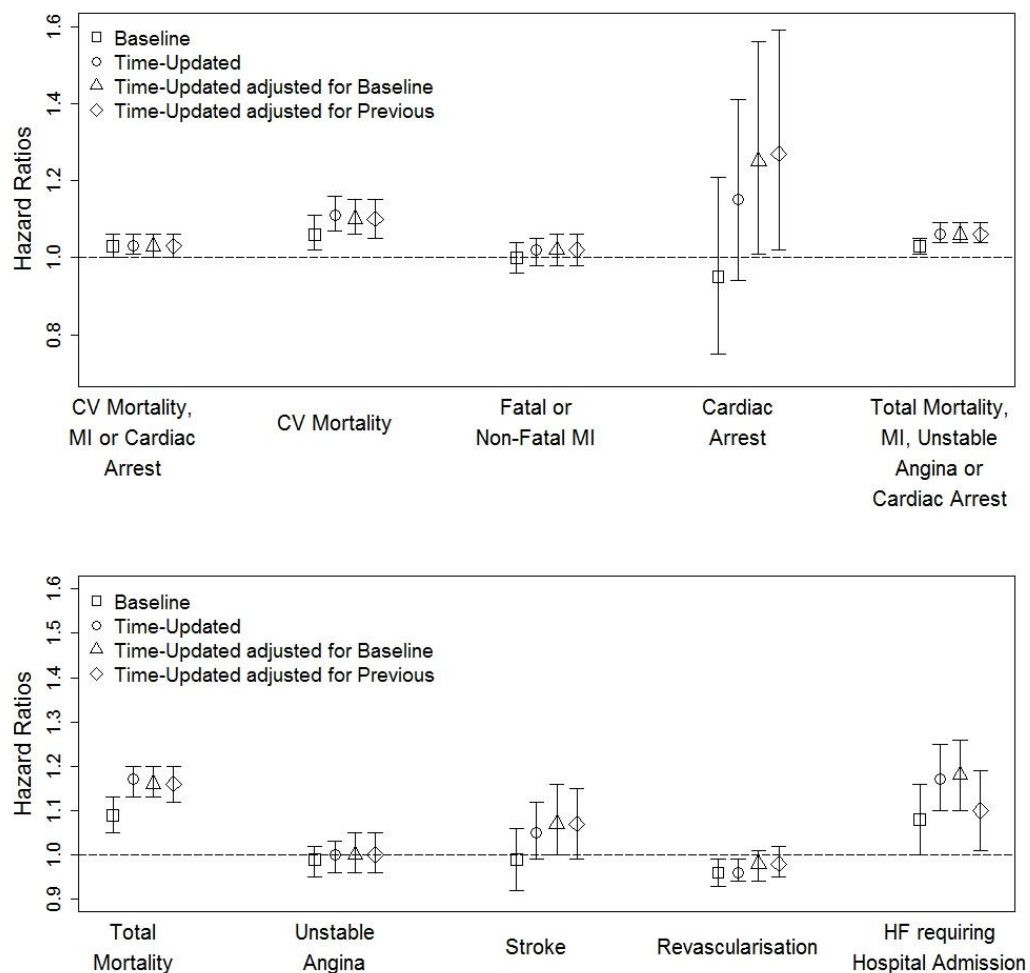 Hazard Ratios
1.6
1.4
1.2
1.0
0.8
Baseline
Time-Updated
Time-Updated adjusted for Baseline
Time-Updated adjusted for Previous
CV Mortality,
MI or Cardiac
Arrest
CV Mortality
Fatal or
Non-Fatal MI
Cardiac
Arrest
Total Mortality,
MI, Unstable
Angina or
Cardiac Arrest
Hazard Ratios
1.6
1.5
1.4
1.3
1.2
1.1
1.0
0.9
Baseline
Time-Updated
Time-Updated adjusted for Baseline
Time-Updated adjusted for Previous
Total
Mortality
Unstable
Angina
Stroke
Revascularisation
HF requiring
Hospital Admission